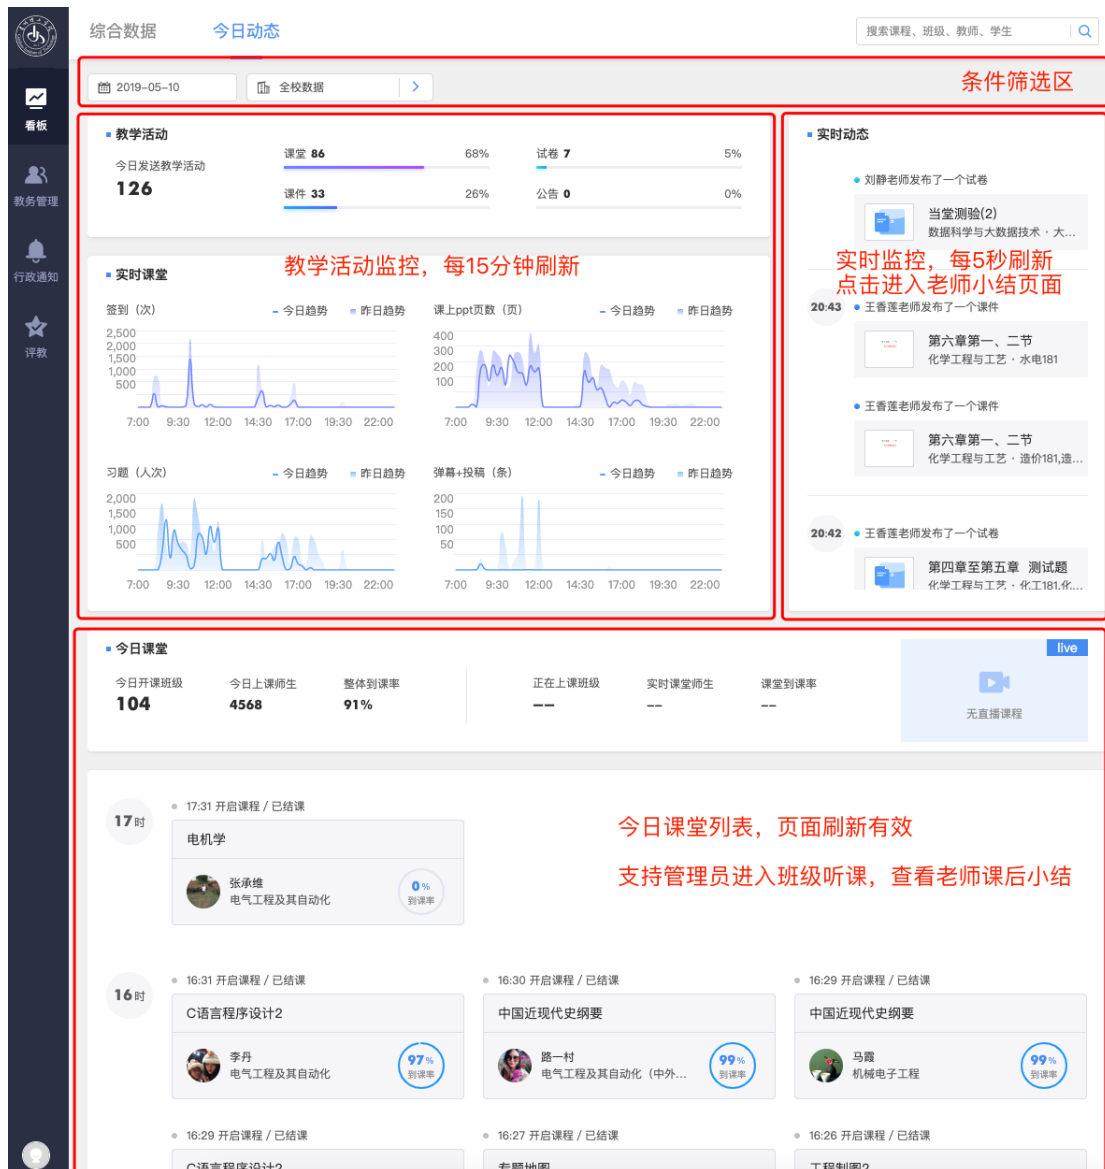 综合数据 今日动态
搜索课程、班级、教师、学生
2019-05-10 全校数据
条件筛选区
看板
教务管理
行政通知
评教
教学活动
今日发送教学活动
126
课堂 86 68%
试卷 7 5%
课件 33 26%
公告 0 0%
实时课堂
教学活动监控，每15分钟刷新
签到（次） 今日趋势 昨日趋势
2,500
2,000
1,500
1,000
500
7:00 9:30 12:00 14:30 17:00 19:30 22:00
课上ppt页数（页） 今日趋势 昨日趋势
400
300
200
100
7:00 9:30 12:00 14:30 17:00 19:30 22:00
习题（人次） 今日趋势 昨日趋势
2,000
1,500
1,000
500
7:00 9:30 12:00 14:30 17:00 19:30 22:00
弹幕+投稿（条） 今日趋势 昨日趋势
200
150
100
50
7:00 9:30 12:00 14:30 17:00 19:30 22:00
实时动态
刘静老师发布了一个试卷
当堂测验(2)
数据科学与大数据技术 · 大...
实时监控，每5秒刷新
点击进入老师小结页面
20:43 王香莲老师发布了一个课件
第六章第一、二节
化学工程与工艺 · 水电181
王香莲老师发布了一个课件
第六章第一、二节
化学工程与工艺 · 造价181,造...
20:42 王香莲老师发布了一个试卷
第四章至第五章 测试题
化学工程与工艺 · 化工181,化...
今日课堂
今日开课班级 今日上课师生 整体到课率
104 4568 91%
正在上课班级 实时课堂师生 课堂到课率
-- -- --
live
无直播课程
17时
17:31 开启课程 / 已结课
电机学
张承维
电气工程及其自动化
0%
到课率
今日课堂列表，页面刷新有效
支持管理员进入班级听课，查看老师课后小结
16时
16:31 开启课程 / 已结课
C语言程序设计2
李丹
电气工程及其自动化
97%
到课率
16:30 开启课程 / 已结课
中国近现代史纲要
路一村
电气工程及其自动化（中外...
99%
到课率
16:29 开启课程 / 已结课
中国近现代史纲要
马霞
机械电子工程
99%
到课率
16:29 开启课程 / 已结课
C语言程序设计2
16:27 开启课程 / 已结课
专题地图
16:26 开启课程 / 已结课
工程制图2